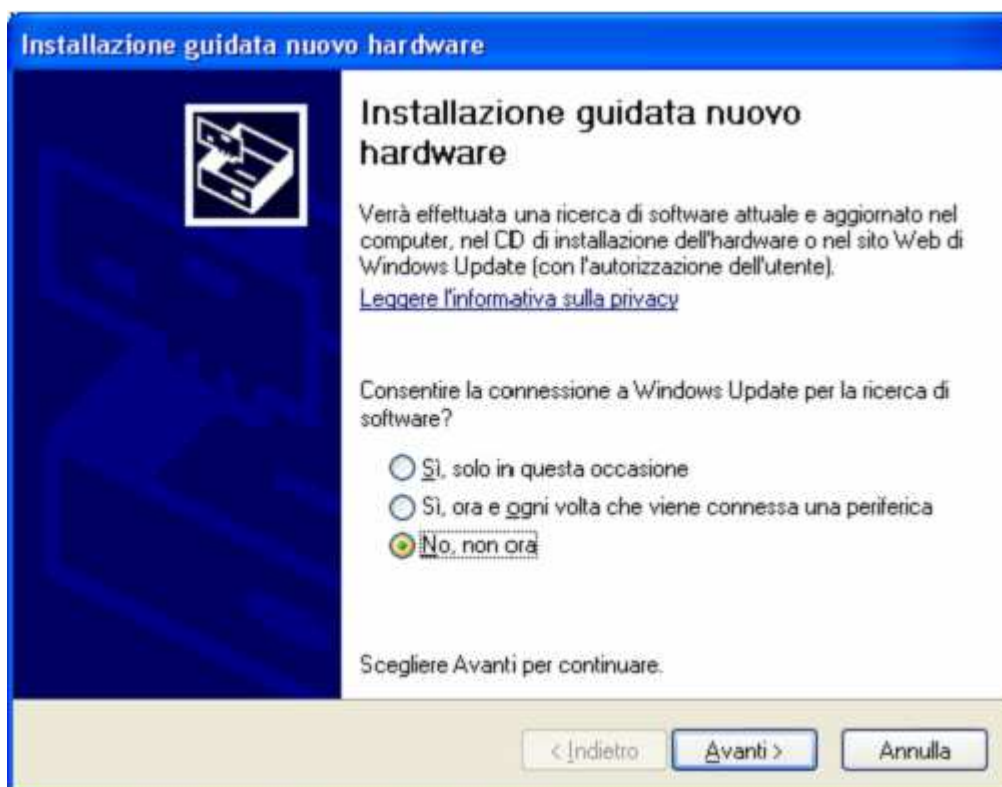 Installazione guidata nuovo hardware
Installazione guidata nuovo
hardware
Verrà effettuata una ricerca di software attuale e aggiornato nel
computer, nel CD di installazione dell'hardware o nel sito Web di
Windows Update (con l'autorizzazione dell'utente).
Leggere l'informativa sulla privacy
Consentire la connessione a Windows Update per la ricerca di
software?
Sì, solo in questa occasione
Sì, ora e ogni volta che viene connessa una periferica
No, non ora
Scegliere Avanti per continuare.
< Indietro Avanti > Annulla